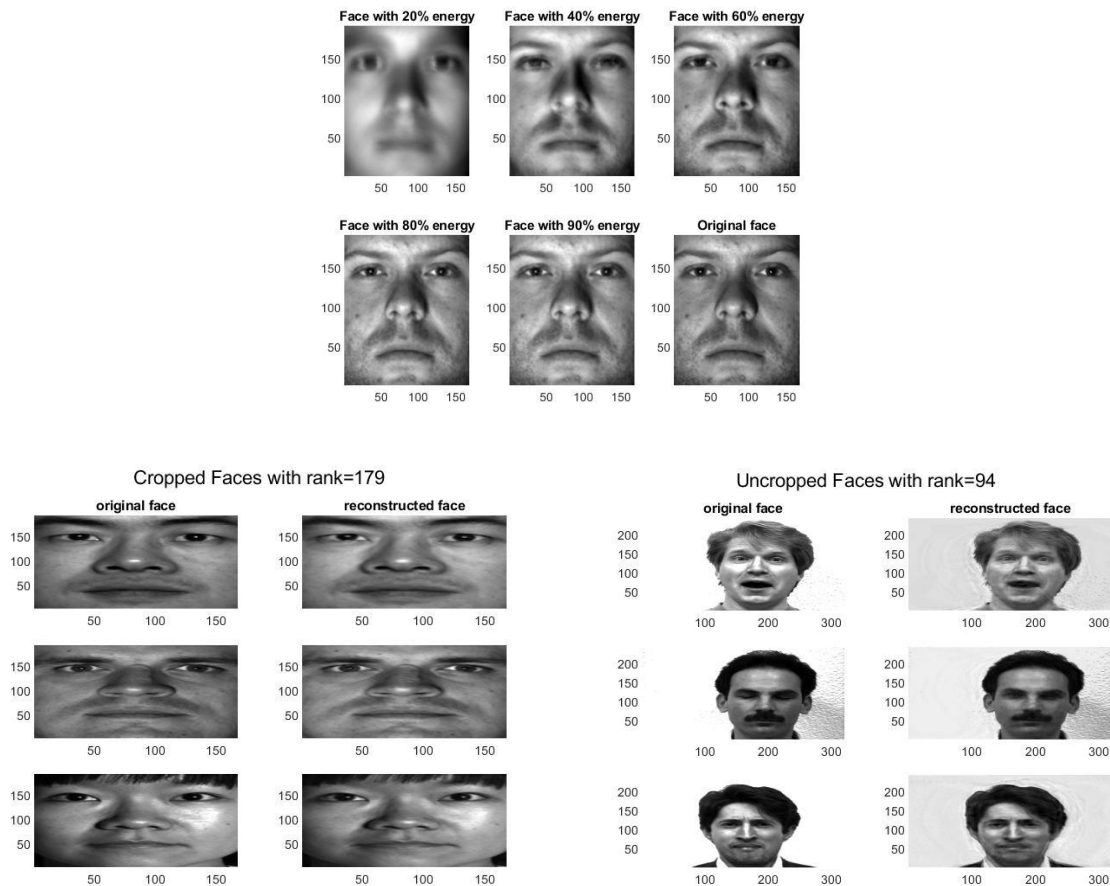 Face with 20% energy Face with 40% energy Face with 60% energy
150 150 150
100 100 100
50 50 50
50 100 150 50 100 150 50 100 150
Face with 80% energy Face with 90% energy Original face
150 150 150
100 100 100
50 50 50
50 100 150 50 100 150 50 100 150
Cropped Faces with rank=179
original face reconstructed face
150 150
100 100
50 50
50 100 150 50 100 150
150 150
100 100
50 50
50 100 150 50 100 150
150 150
100 100
50 50
50 100 150 50 100 150
Uncropped Faces with rank=94
original face reconstructed face
200 200
150 150
100 100
50 50
100 200 300 100 200 300
200 200
150 150
100 100
50 50
100 200 300 100 200 300
200 200
150 150
100 100
50 50
100 200 300 100 200 300